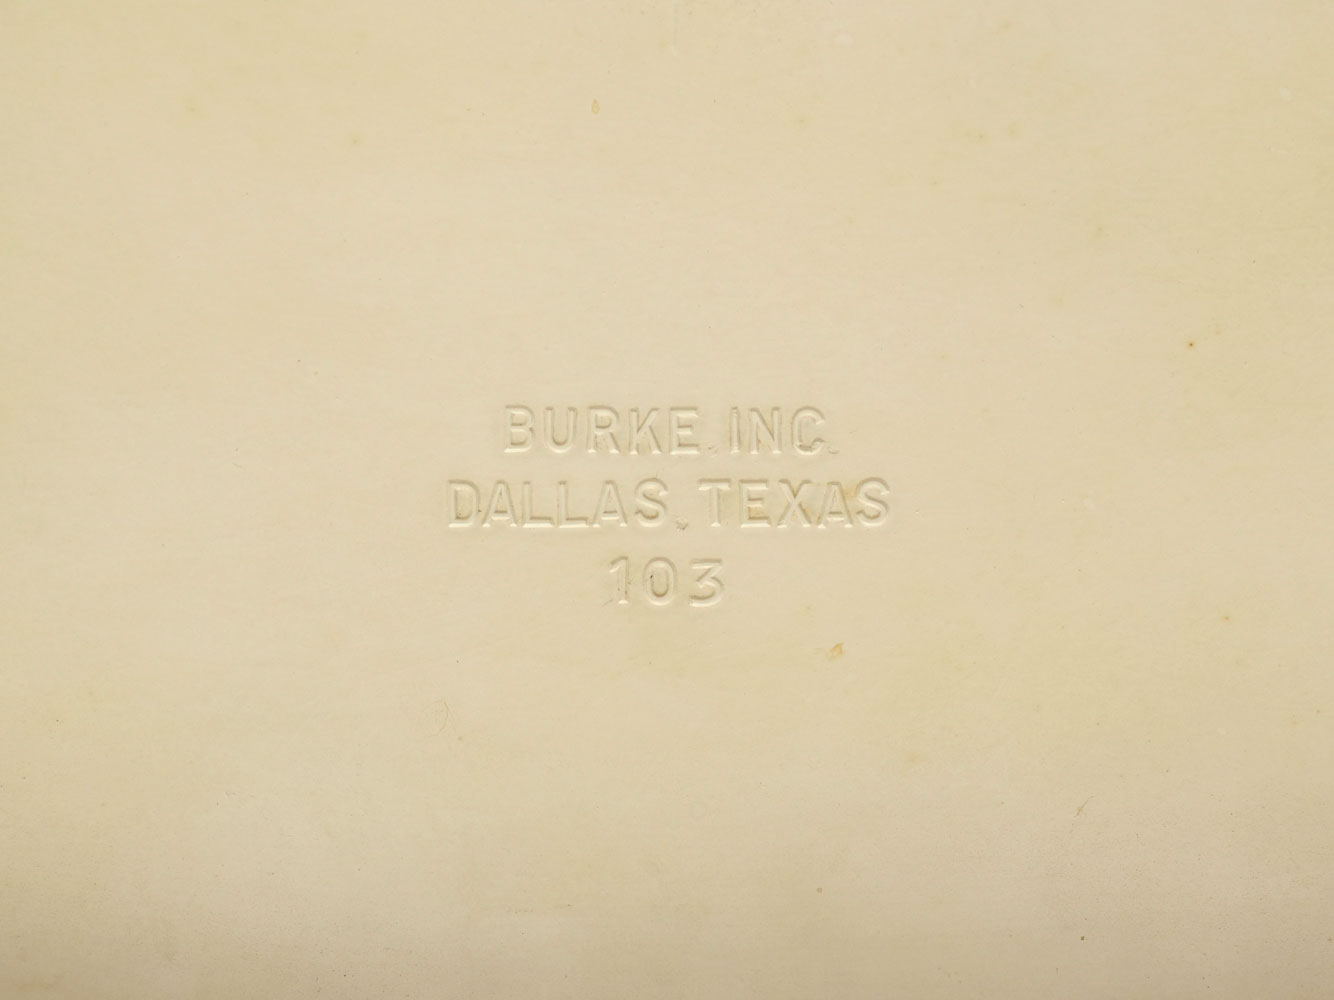 BURKE, INC.
DALLAS, TEXAS
103